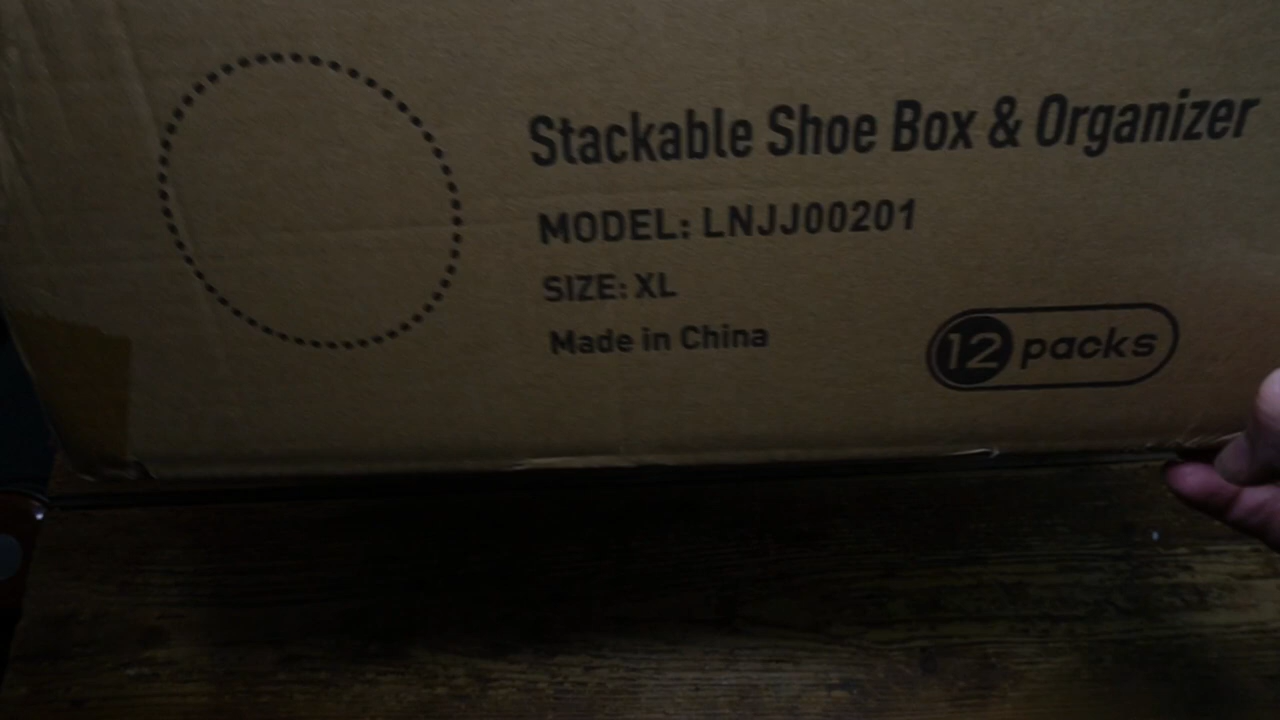 Stackable Shoe Box & Organizer
MODEL: LNJJ00201
SIZE: XL
Made in China
12 packs